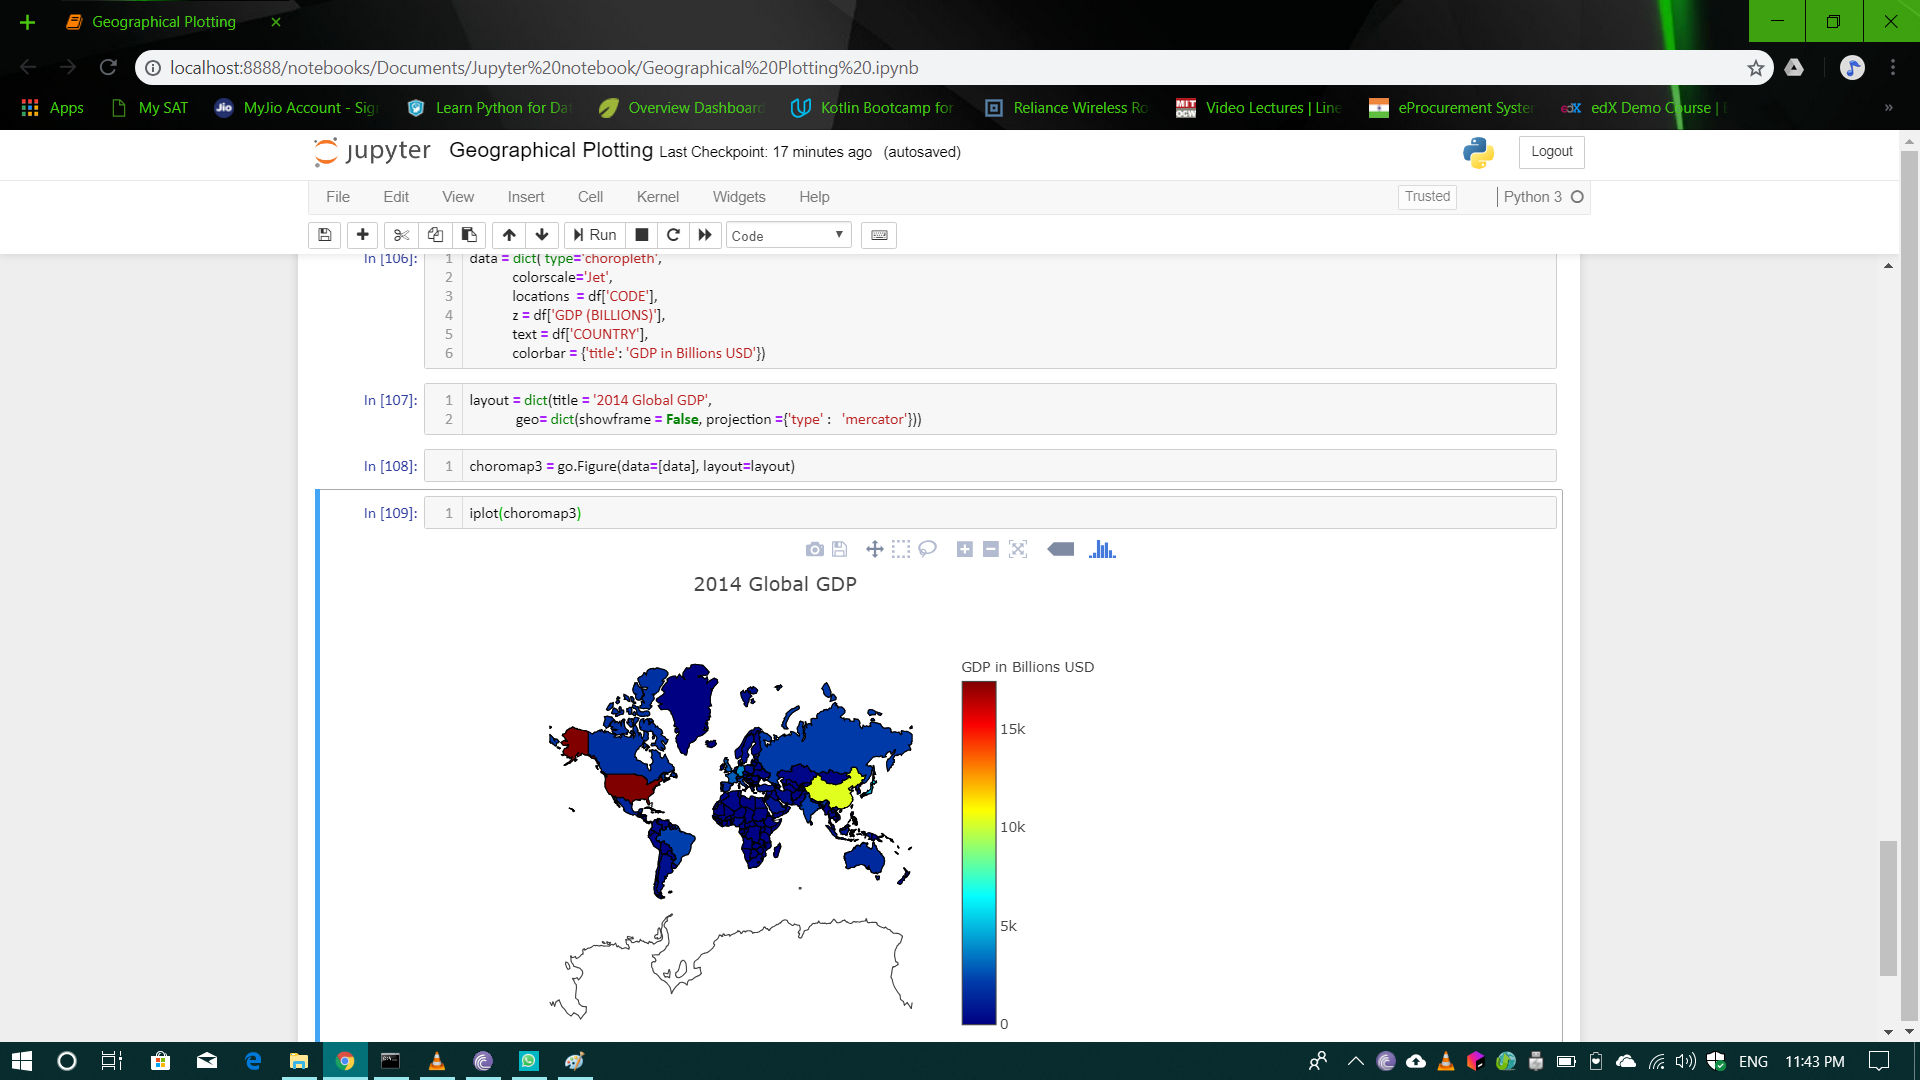 Geographical Plotting
localhost:8888/notebooks/Documents/Jupyter%20notebook/Geographical%20Plotting%20.ipynb
Apps My SAT Jio MyJio Account - Sig Learn Python for Da Overview Dashboard Kotlin Bootcamp for Reliance Wireless Ro MIT OCW Video Lectures | Line eProcurement System edX edX Demo Course |
jupyter Geographical Plotting Last Checkpoint: 17 minutes ago (autosaved) Logout
File Edit View Insert Cell Kernel Widgets Help Trusted Python 3
Run Code
In [106]: 1 data = dict( type='choropleth',
2 colorscale='Jet',
3 locations = df['CODE'],
4 z = df['GDP (BILLIONS)'],
5 text = df['COUNTRY'],
6 colorbar = {'title': 'GDP in Billions USD'})
In [107]: 1 layout = dict(title = '2014 Global GDP',
2 geo= dict(showframe = False, projection ={'type' : 'mercator'}))
In [108]: 1 choromap3 = go.Figure(data=[data], layout=layout)
In [109]: 1 iplot(choromap3)
2014 Global GDP
GDP in Billions USD
15k
10k
5k
0
ENG 11:43 PM